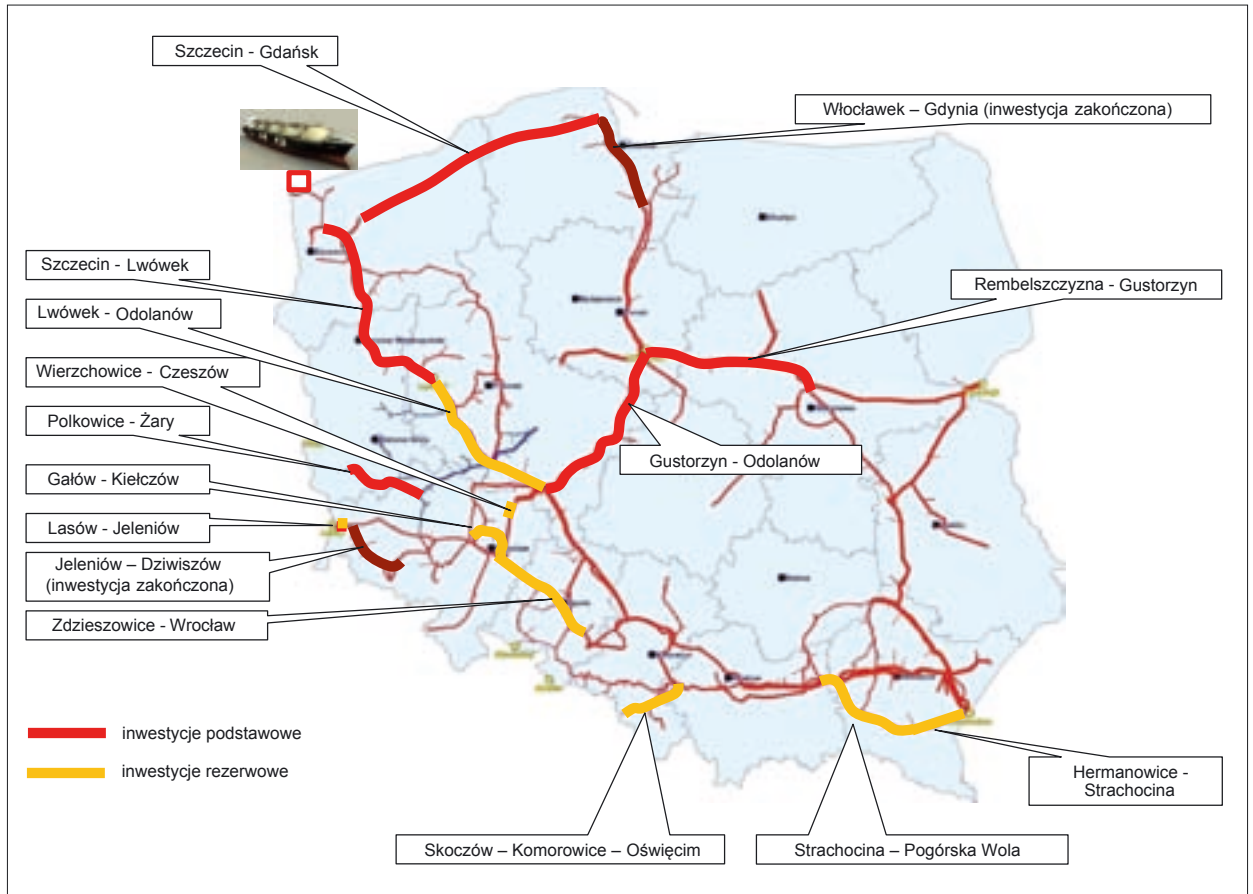 Szczecin - Gdańsk
Włocławek – Gdynia (inwestycja zakończona)
Szczecin - Lwówek
Rembelszczyzna - Gustorzyn
Lwówek - Odolanów
Wierzchowice - Czeszów
Polkowice - Żary
Gustorzyn - Odolanów
Gałów - Kiełczów
Lasów - Jeleniów
Jeleniów – Dziwiszów
(inwestycja zakończona)
Zdzieszowice - Wrocław
inwestycje podstawowe
inwestycje rezerwowe
Hermanowice -
Strachocina
Skoczów – Komorowice – Oświęcim
Strachocina – Pogórska Wola